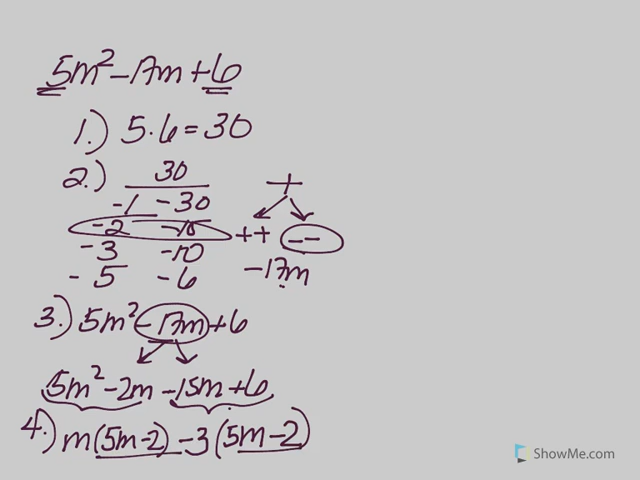 5m² - 17m + 6
1.) 5 · 6 = 30
2.) 30
-1 -30
-2 -15
-3 -10
-5 -6
+
++ --
-17m
3.) 5m² - 17m + 6
5m² - 2m - 15m + 6
4.) m(5m-2) - 3(5m-2)
ShowMe.com